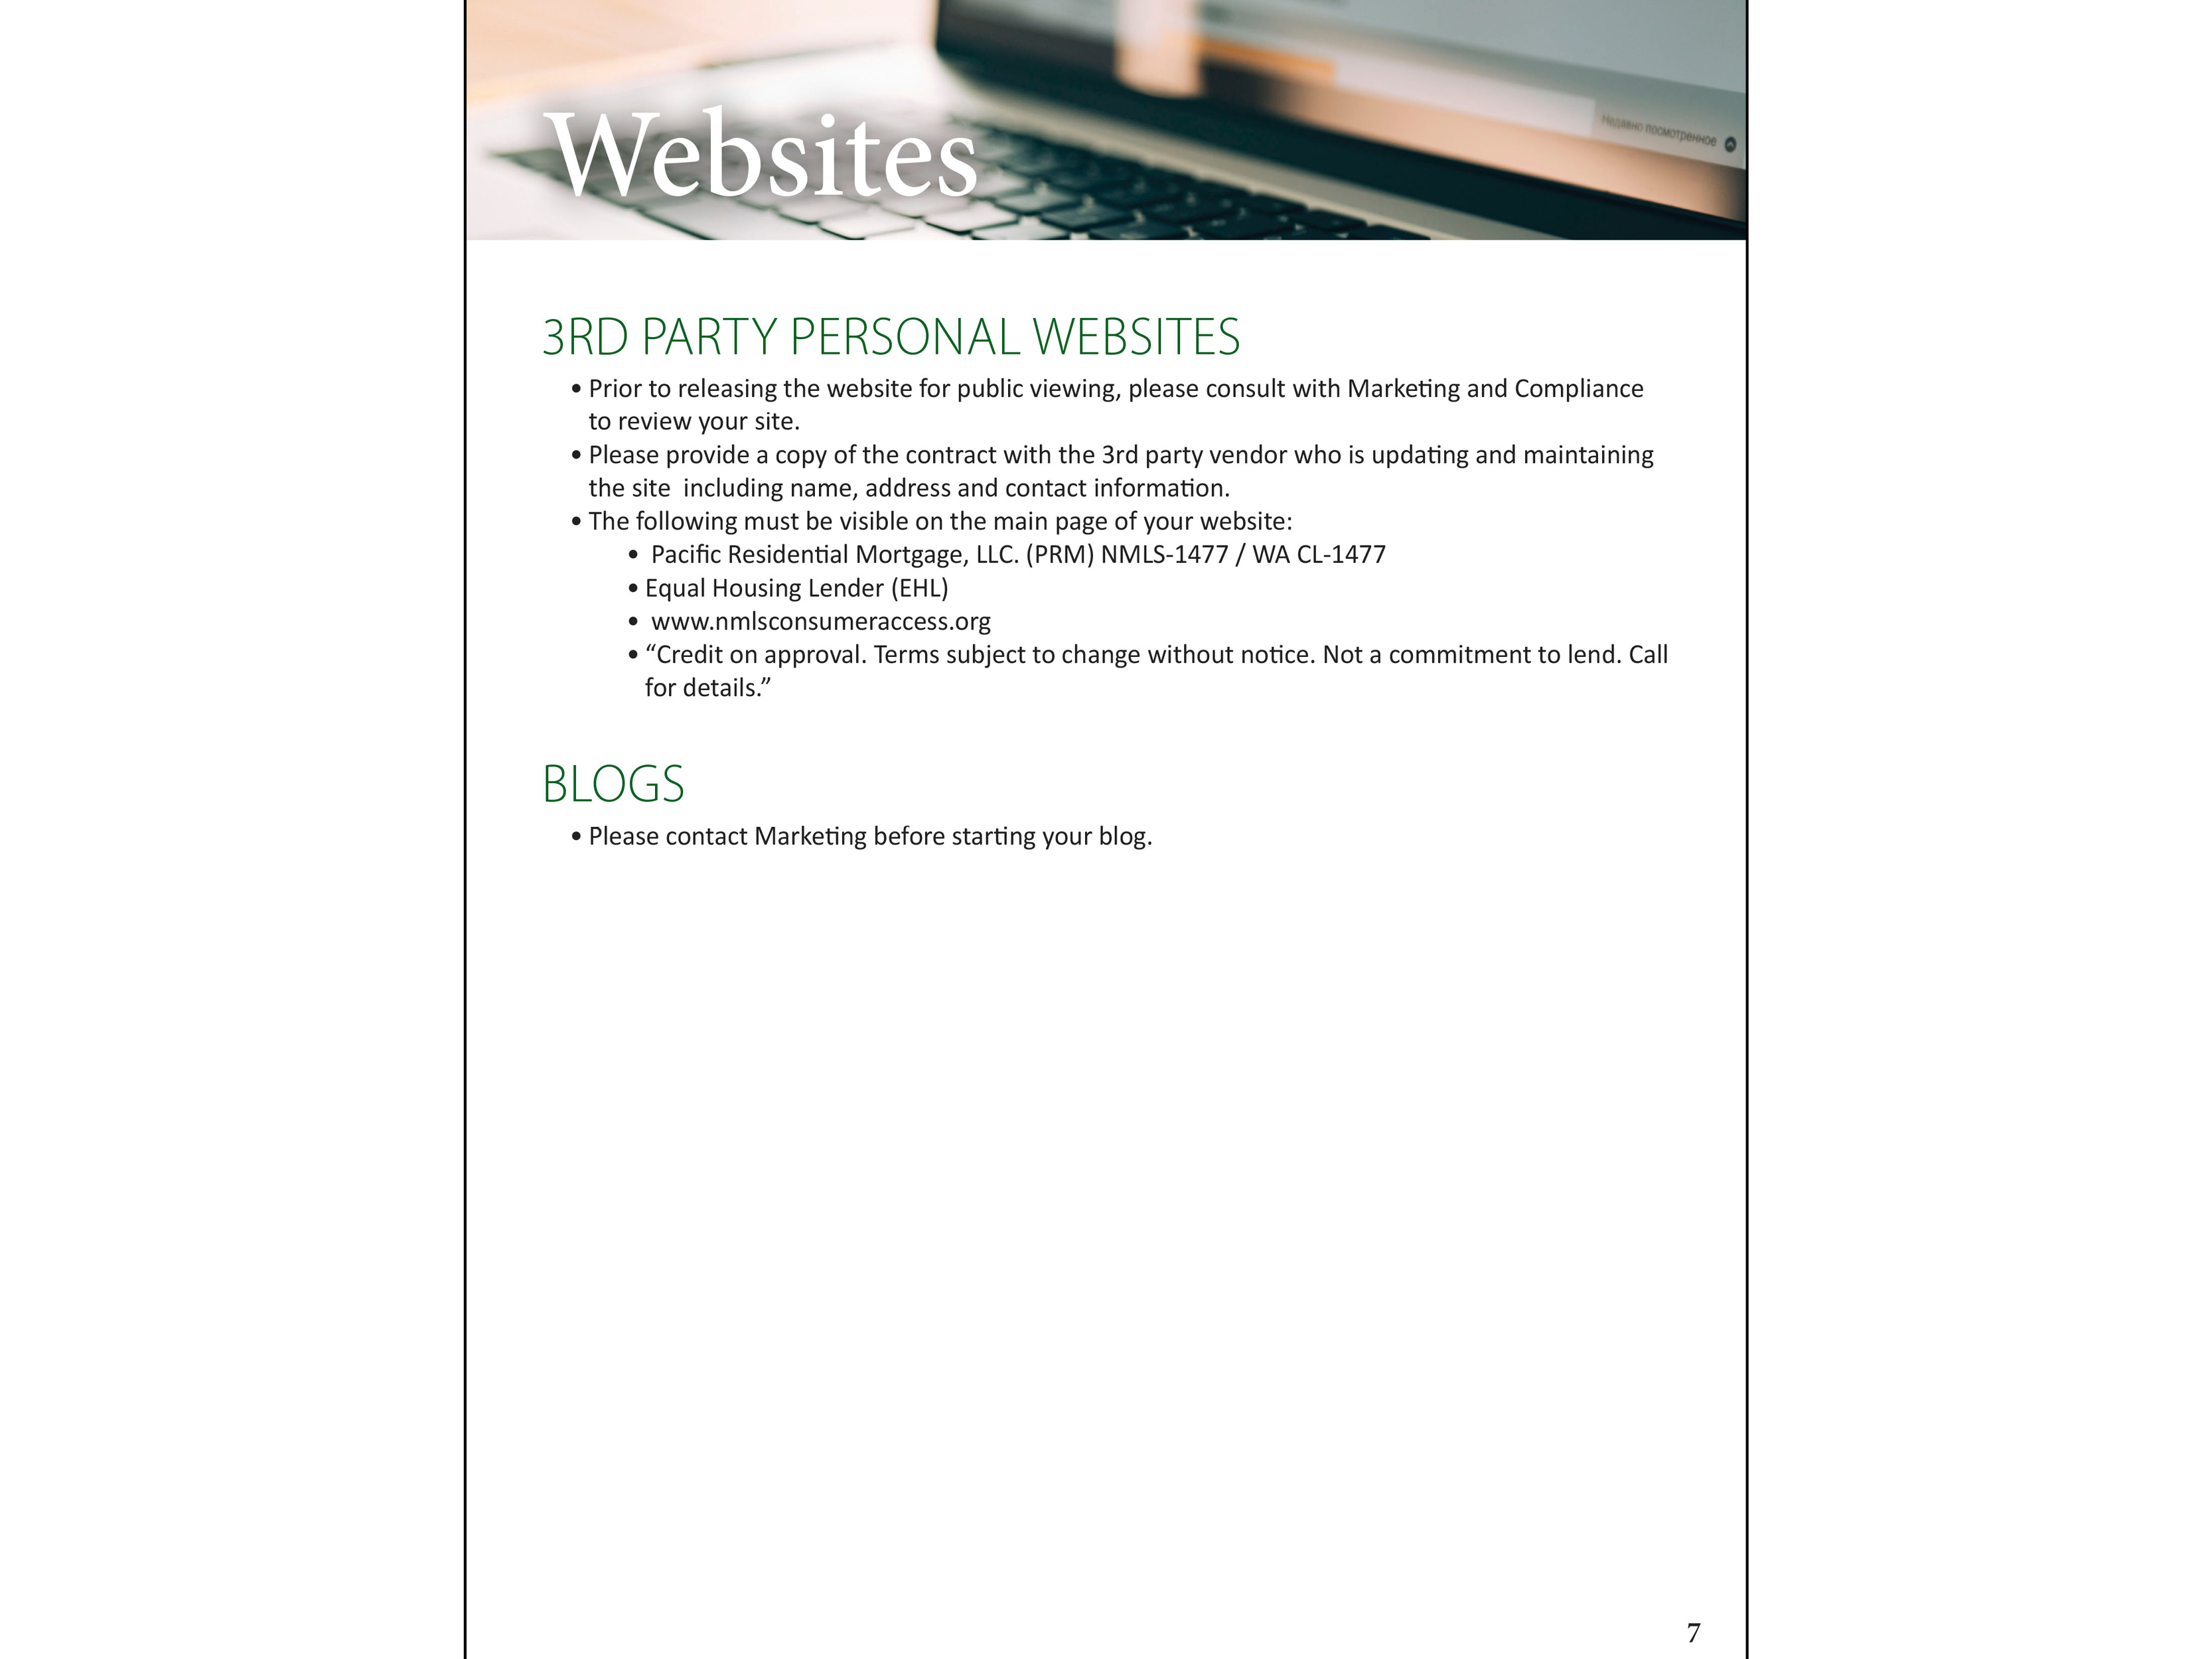 Websites
Недавно посмотренное
3RD PARTY PERSONAL WEBSITES
• Prior to releasing the website for public viewing, please consult with Marketing and Compliance
to review your site.
• Please provide a copy of the contract with the 3rd party vendor who is updating and maintaining
the site  including name, address and contact information.
• The following must be visible on the main page of your website:
•  Pacific Residential Mortgage, LLC. (PRM) NMLS-1477 / WA CL-1477
• Equal Housing Lender (EHL)
•  www.nmlsconsumeraccess.org
• “Credit on approval. Terms subject to change without notice. Not a commitment to lend. Call
for details.”
BLOGS
• Please contact Marketing before starting your blog.
7